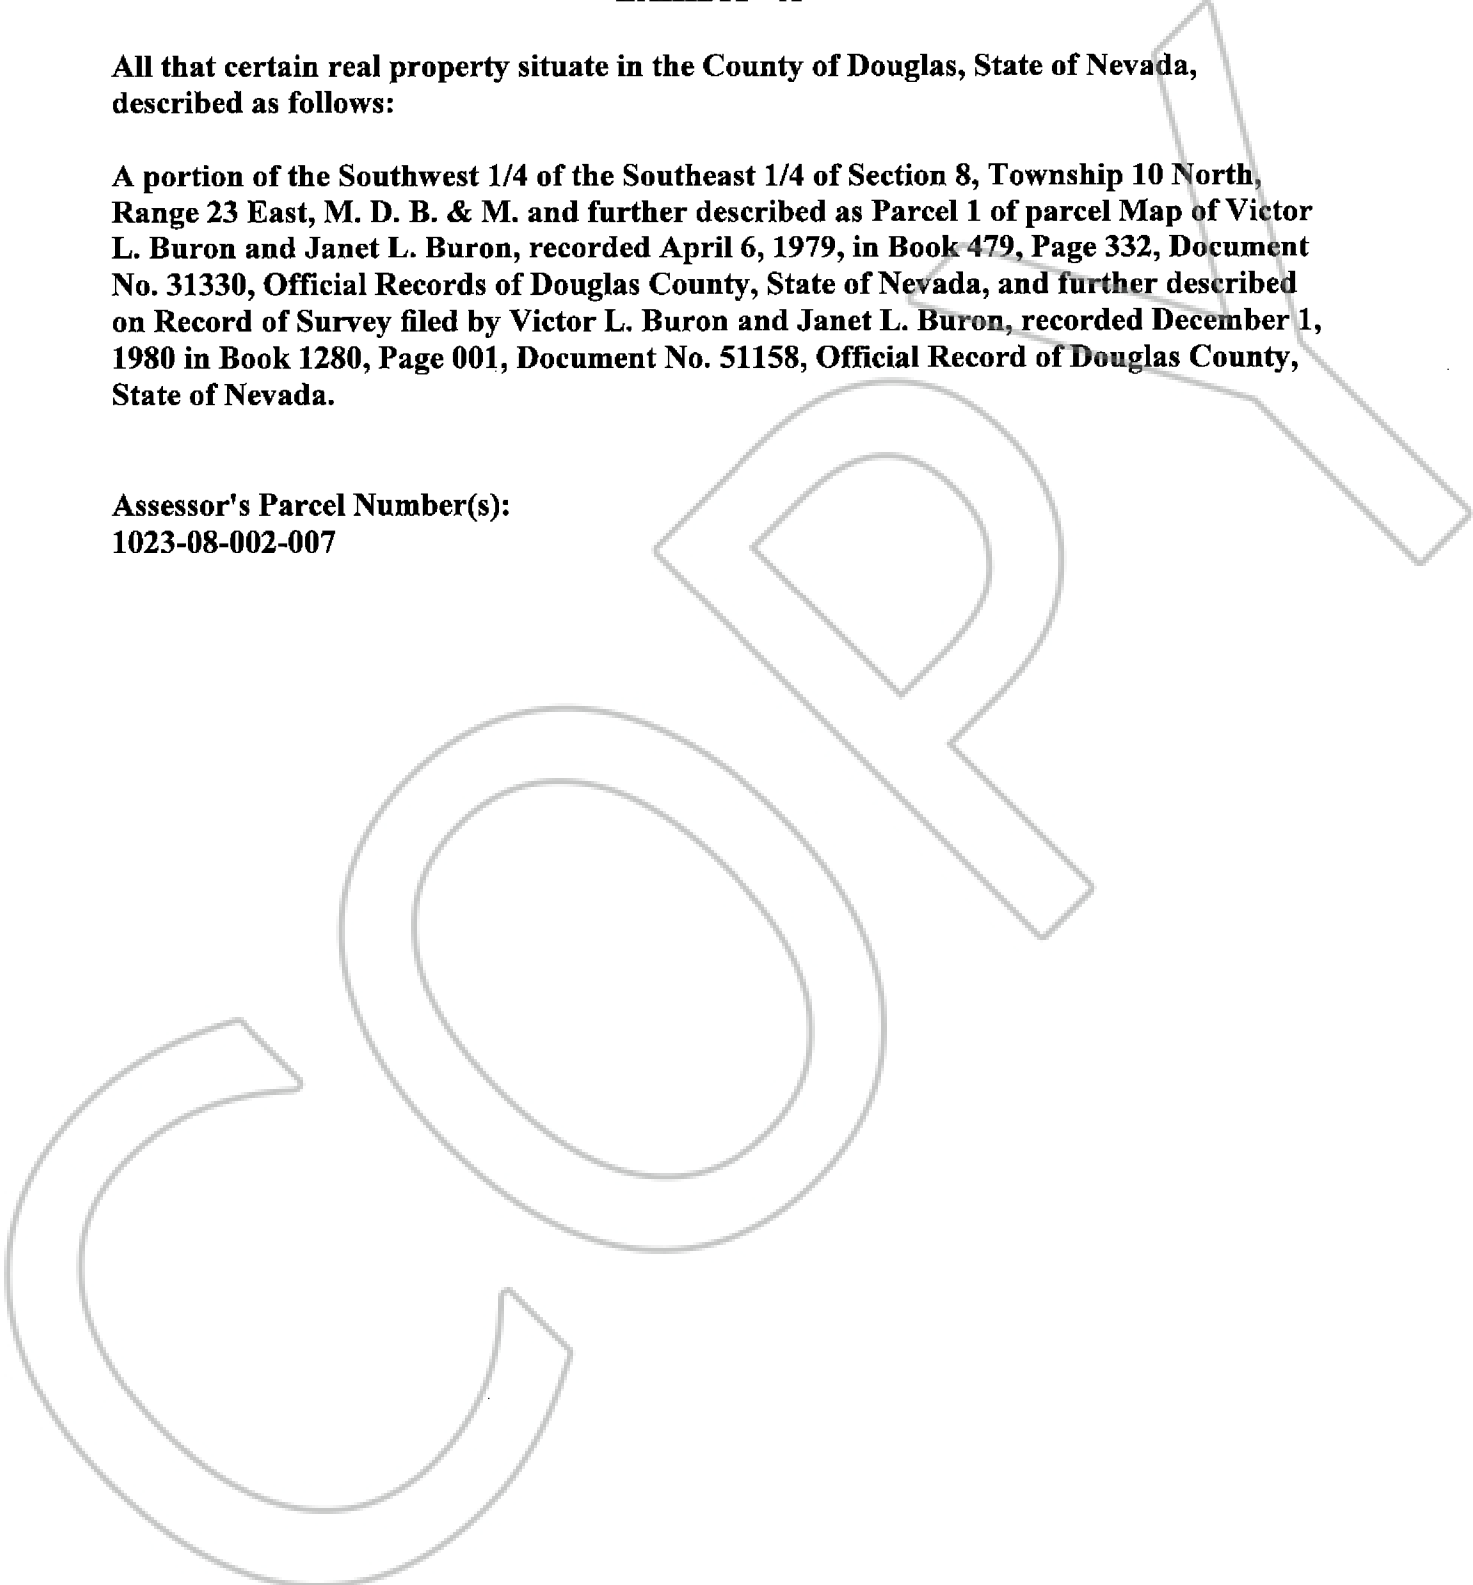 All that certain real property situate in the County of Douglas, State of Nevada,
described as follows:
A portion of the Southwest 1/4 of the Southeast 1/4 of Section 8, Township 10 North,
Range 23 East, M. D. B. & M. and further described as Parcel 1 of parcel Map of Victor
L. Buron and Janet L. Buron, recorded April 6, 1979, in Book 479, Page 332, Document
No. 31330, Official Records of Douglas County, State of Nevada, and further described
on Record of Survey filed by Victor L. Buron and Janet L. Buron, recorded December 1,
1980 in Book 1280, Page 001, Document No. 51158, Official Record of Douglas County,
State of Nevada.
Assessor's Parcel Number(s):
1023-08-002-007
COPY